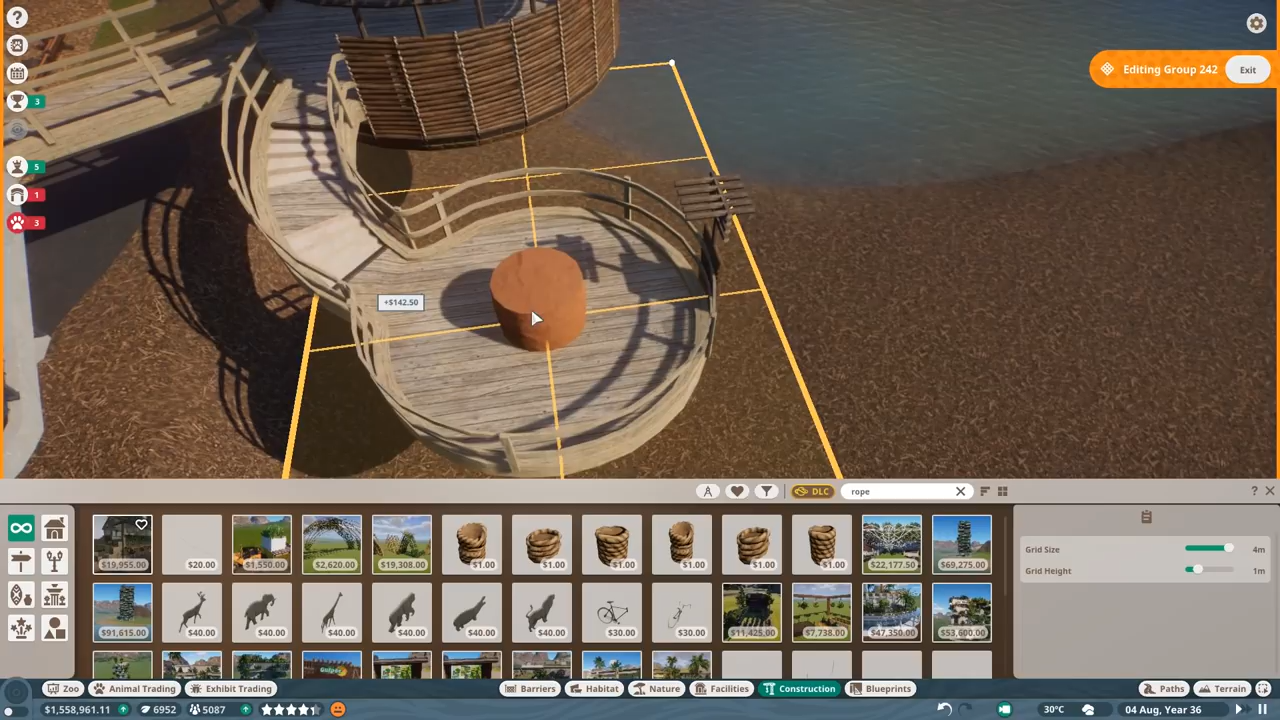 ?
Editing Group 242 Exit
3
5
1
3
+$142.50
DLC rope ? 
$19,955.00 $20.00 $1,550.00 $2,620.00 $19,308.00 $1.00 $1.00 $1.00 $1.00 $1.00 $1.00 $22,177.50 $69,275.00
Grid Size 4m
Grid Height 1m
$91,615.00 $40.00 $40.00 $40.00 $40.00 $40.00 $40.00 $30.00 $30.00 $11,425.00 $7,738.00 $47,350.00 $53,600.00
Zoo Animal Trading Exhibit Trading Barriers Habitat Nature Facilities Construction Blueprints Paths Terrain
$1,558,961.11 6952 5087 30°C 04 Aug, Year 36